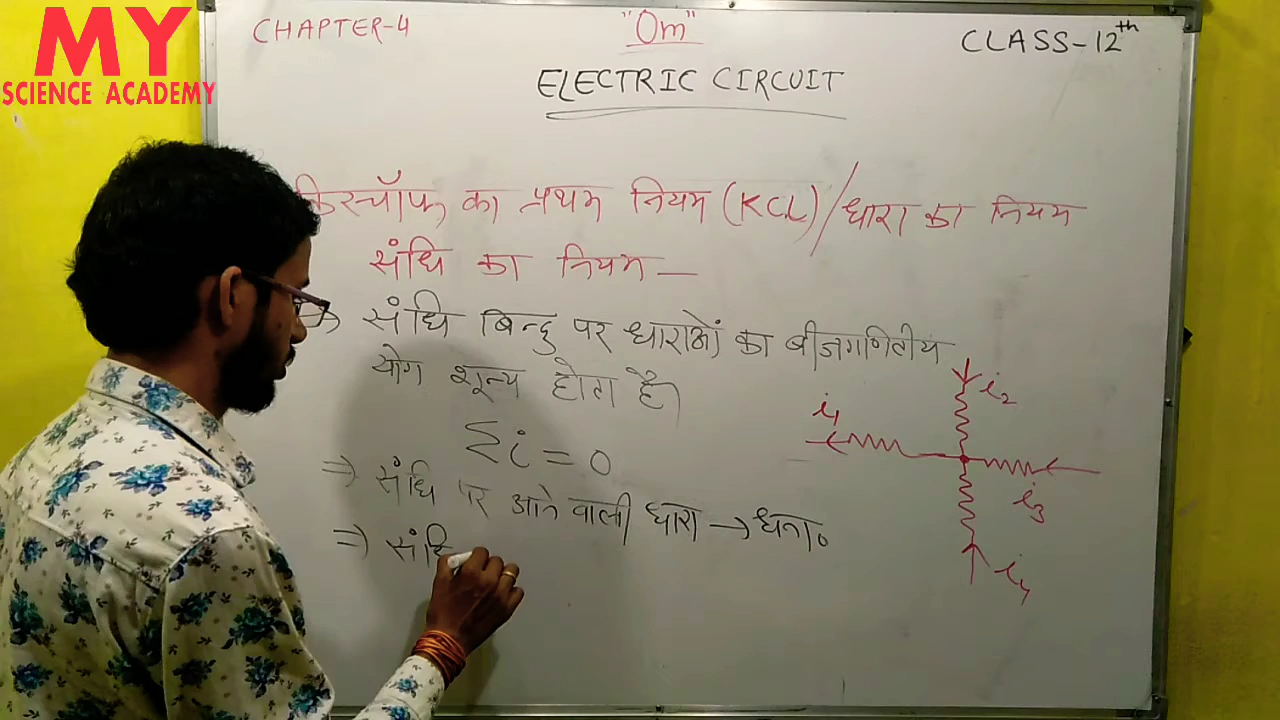 MY
SCIENCE ACADEMY
CHAPTER-4
"Om"
CLASS-12th
ELECTRIC CIRCUIT
किरचॉफ का प्रथम नियम (KCL)/धारा का नियम
संधि का नियम —
⇒ संधि बिन्दु पर धाराओं का बीजगणितीय
योग शून्य होता है।
Σi = 0
⇒ संधि पर आने वाली धारा → धना०
⇒ संधि
i1
i2
i3
i4